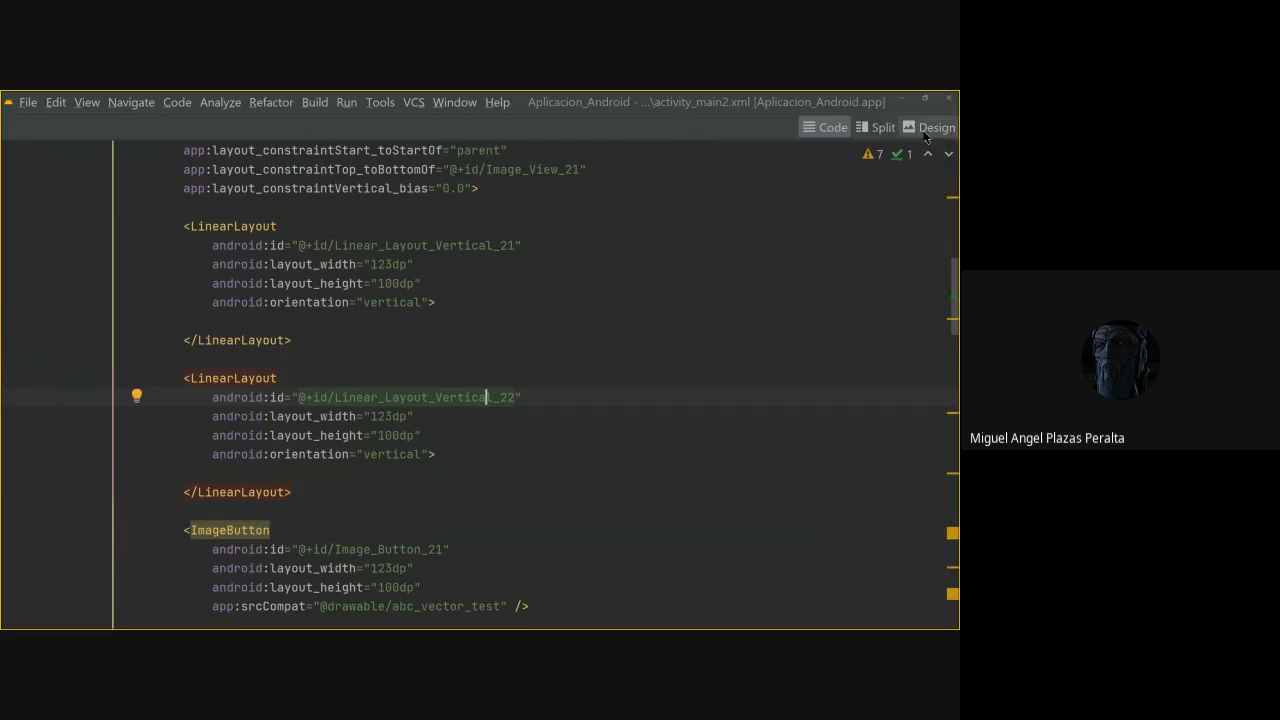 File Edit View Navigate Code Analyze Refactor Build Run Tools VCS Window Help Aplicacion_Android - ...\activity_main2.xml [Aplicacion_Android.app]
Code Split Design
7 1
app:layout_constraintStart_toStartOf="parent"
app:layout_constraintTop_toBottomOf="@+id/Image_View_21"
app:layout_constraintVertical_bias="0.0">
<LinearLayout
android:id="@+id/Linear_Layout_Vertical_21"
android:layout_width="123dp"
android:layout_height="100dp"
android:orientation="vertical">
</LinearLayout>
<LinearLayout
android:id="@+id/Linear_Layout_Vertical_22"
android:layout_width="123dp"
android:layout_height="100dp"
android:orientation="vertical">
</LinearLayout>
<ImageButton
android:id="@+id/Image_Button_21"
android:layout_width="123dp"
android:layout_height="100dp"
app:srcCompat="@drawable/abc_vector_test" />
Miguel Angel Plazas Peralta